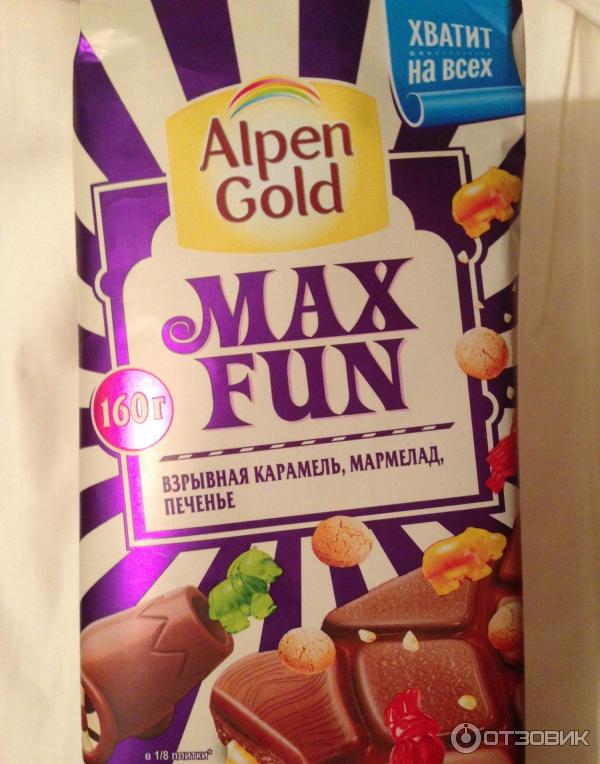 ХВАТИТ
на всех
Alpen
Gold
MAX
FUN
160г
ВЗРЫВНАЯ КАРАМЕЛЬ, МАРМЕЛАД,
ПЕЧЕНЬЕ
в 1/8 плитки*
ОТЗОВИК